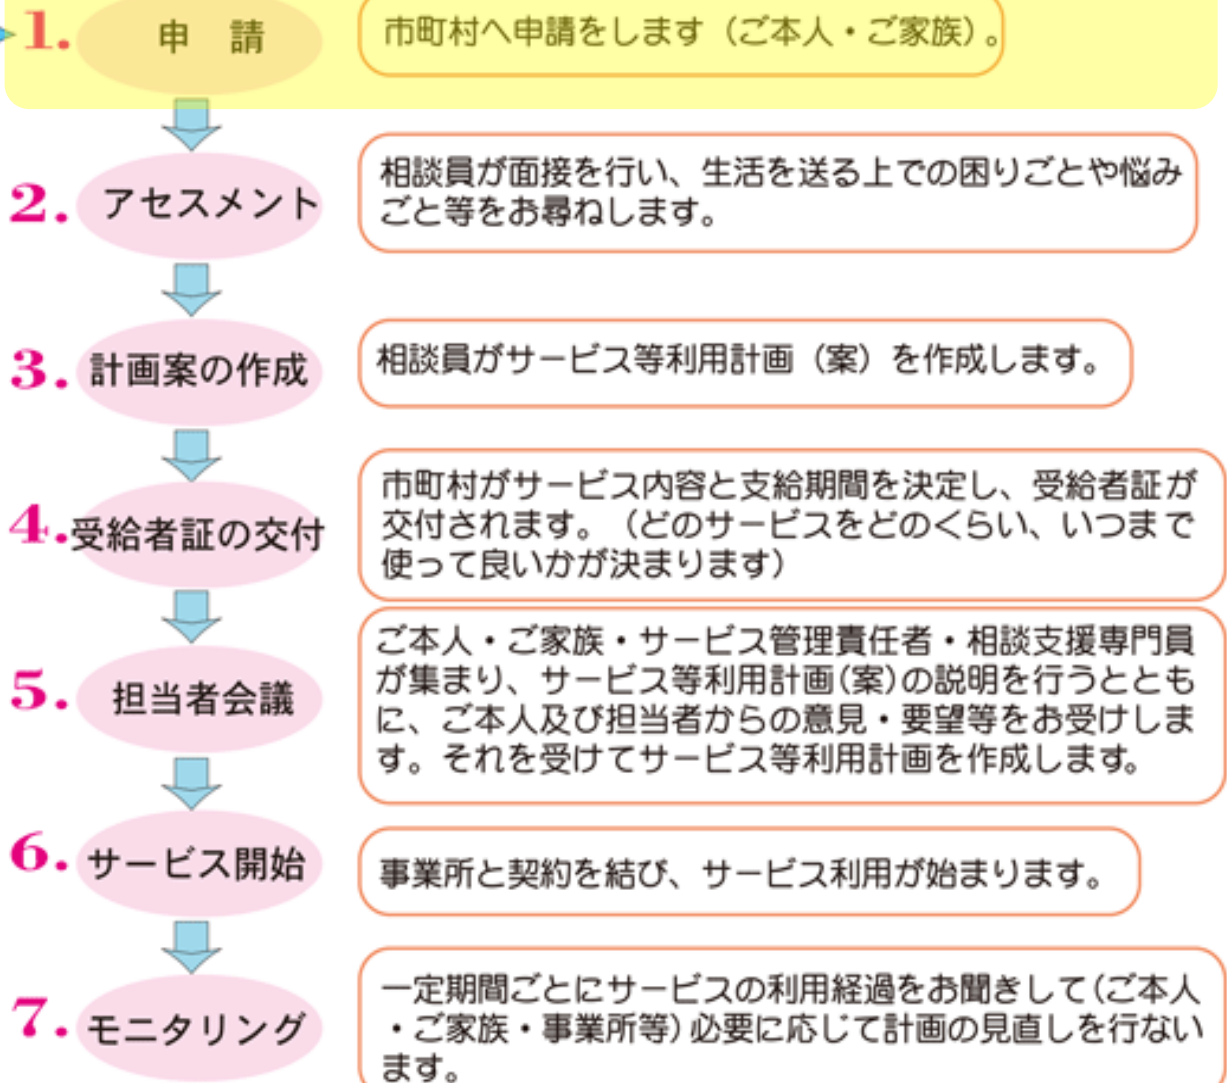 1. 申 請
市町村へ申請をします（ご本人・ご家族）。
2. アセスメント
相談員が面接を行い、生活を送る上での困りごとや悩み
ごと等をお尋ねします。
3. 計画案の作成
相談員がサービス等利用計画（案）を作成します。
4. 受給者証の交付
市町村がサービス内容と支給期間を決定し、受給者証が
交付されます。（どのサービスをどのくらい、いつまで
使って良いかが決まります）
5. 担当者会議
ご本人・ご家族・サービス管理責任者・相談支援専門員
が集まり、サービス等利用計画(案)の説明を行うととも
に、ご本人及び担当者からの意見・要望等をお受けしま
す。それを受けてサービス等利用計画を作成します。
6. サービス開始
事業所と契約を結び、サービス利用が始まります。
7. モニタリング
一定期間ごとにサービスの利用経過をお聞きして(ご本人
・ご家族・事業所等)必要に応じて計画の見直しを行ない
ます。